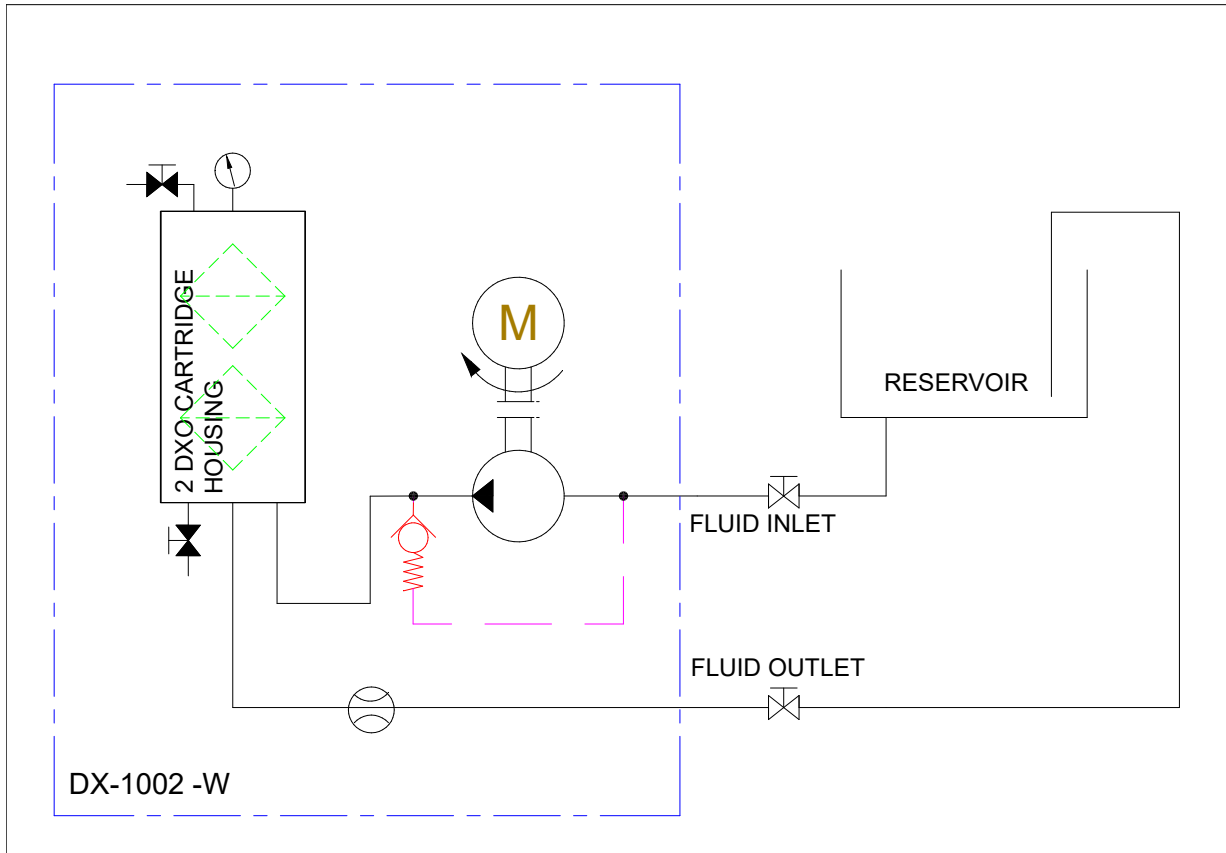 2 DXO CARTRIDGE
HOUSING
M
RESERVOIR
FLUID INLET
FLUID OUTLET
DX-1002 -W